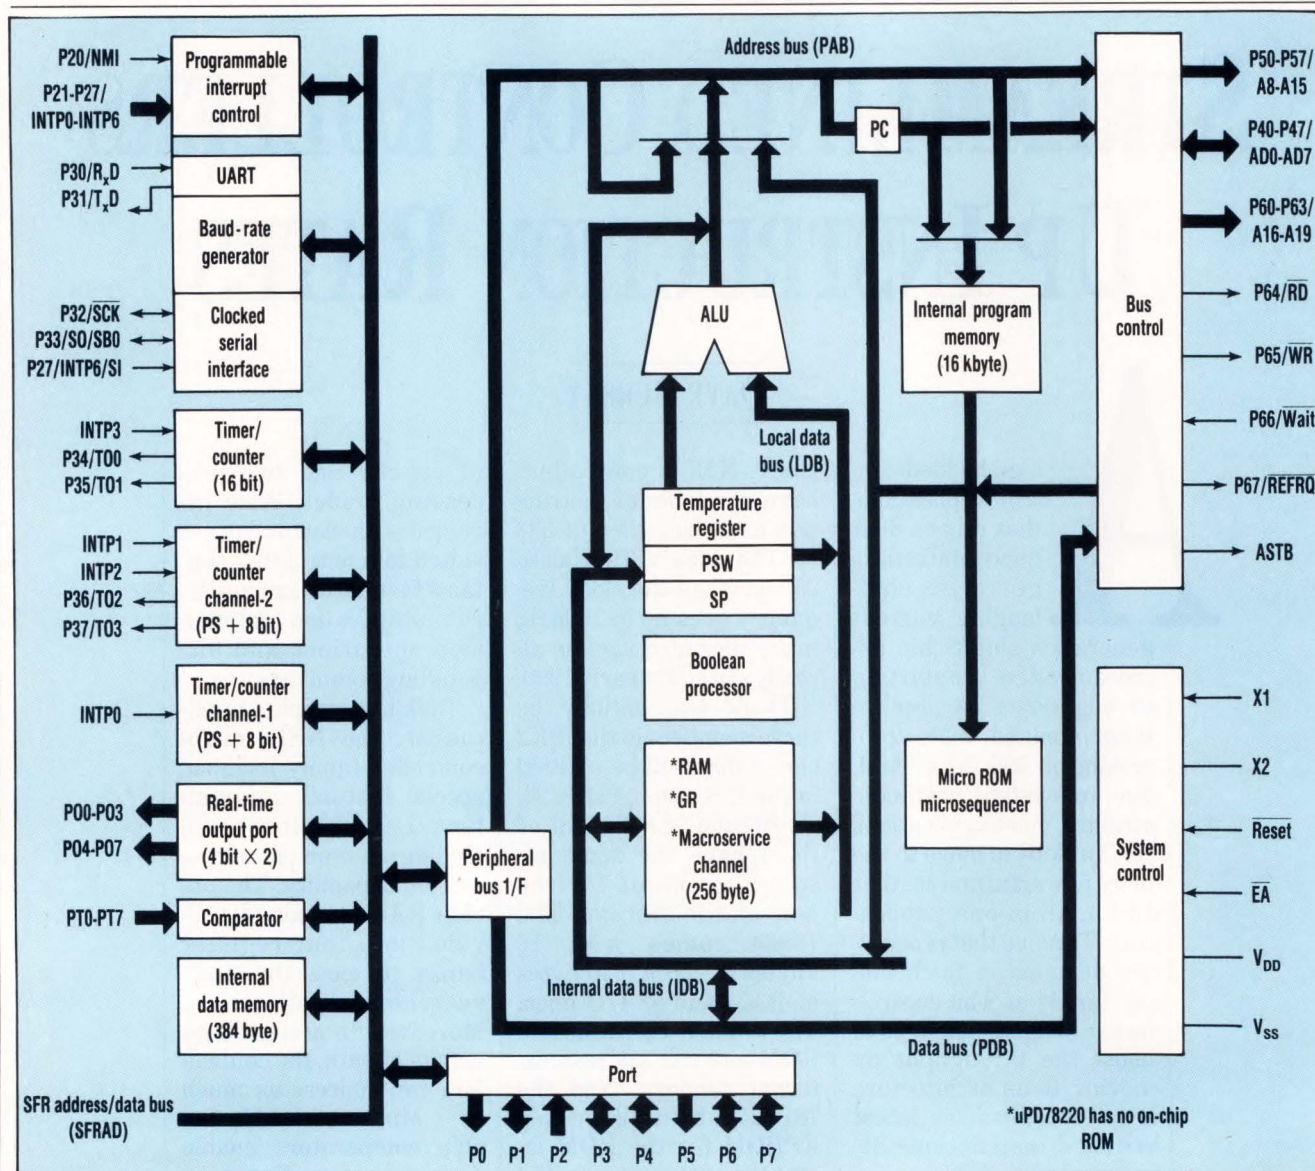 Address bus (PAB)
P20/NMI
P21-P27/
INTP0-INTP6
Programmable
interrupt
control
P30/RxD
P31/TxD
UART
Baud-rate
generator
P32/S̅C̅K̅
P33/SO/SB0
P27/INTP6/SI
Clocked
serial
interface
INTP3
P34/TO0
P35/TO1
Timer/
counter
(16 bit)
INTP1
INTP2
P36/TO2
P37/TO3
Timer/
counter
channel-2
(PS + 8 bit)
INTP0
Timer/counter
channel-1
(PS + 8 bit)
P00-P03
P04-P07
Real-time
output port
(4 bit × 2)
PT0-PT7
Comparator
Internal
data memory
(384 byte)
SFR address/data bus
(SFRAD)
Peripheral
bus 1/F
Port
P0 P1 P2 P3 P4 P5 P6 P7
PC
ALU
Internal program
memory
(16 kbyte)
Local data
bus (LDB)
Temperature
register
PSW
SP
Boolean
processor
*RAM
*GR
*Macroservice
channel
(256 byte)
Micro ROM
microsequencer
Internal data bus (IDB)
Data bus (PDB)
Bus
control
P50-P57/
A8-A15
P40-P47/
AD0-AD7
P60-P63/
A16-A19
P64/R̅D̅
P65/W̅R̅
P66/W̅a̅i̅t̅
P67/R̅E̅F̅R̅Q̅
ASTB
System
control
X1
X2
R̅e̅s̅e̅t̅
E̅A̅
VDD
VSS
*uPD78220 has no on-chip
ROM